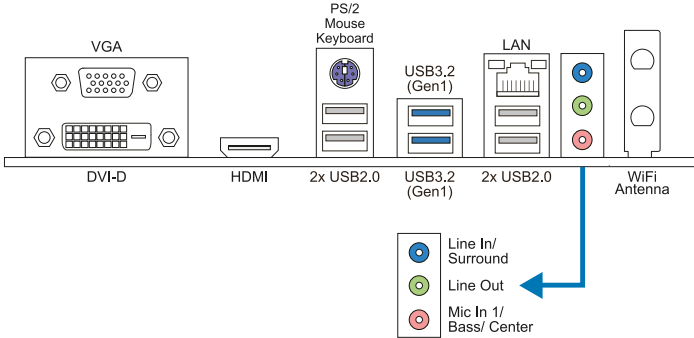 PS/2
Mouse
Keyboard
VGA
LAN
USB3.2
(Gen1)
DVI-D
HDMI
2x USB2.0
USB3.2
(Gen1)
2x USB2.0
WiFi
Antenna
Line In/
Surround
Line Out
Mic In 1/
Bass/ Center